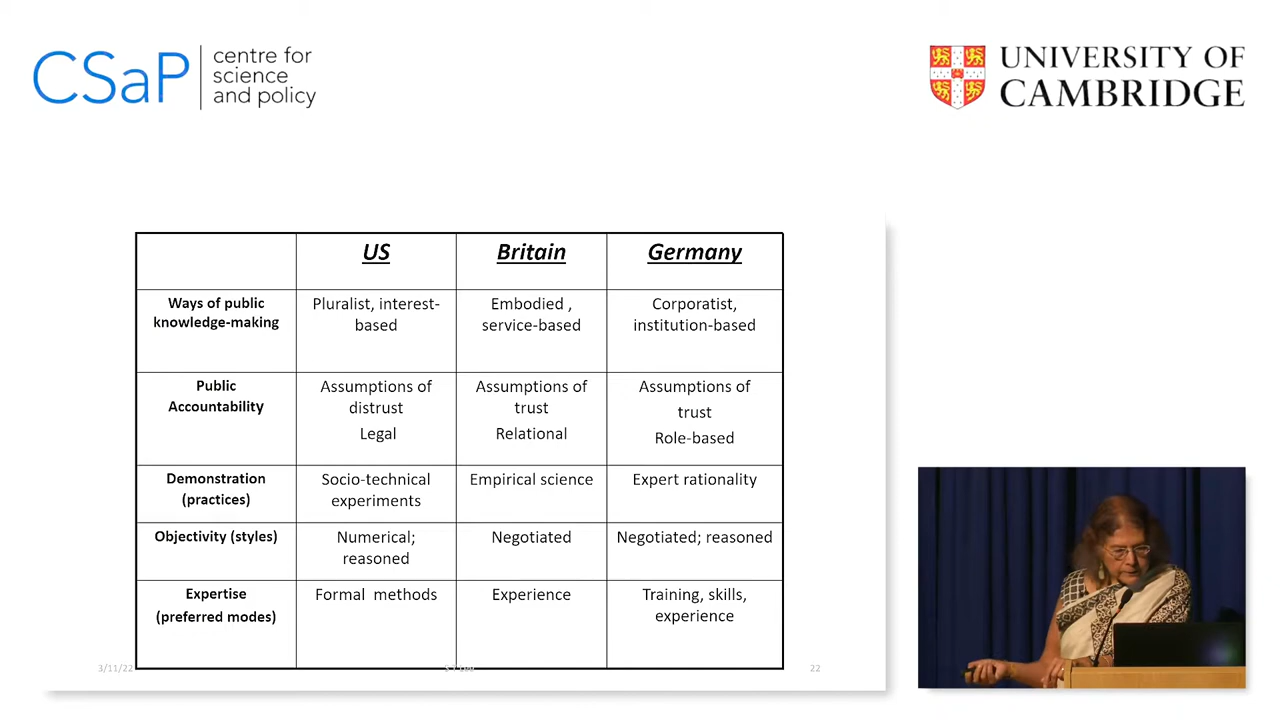 CSaP
centre for
science
and policy
UNIVERSITY OF
CAMBRIDGE
US
Britain
Germany
Ways of public
knowledge-making
Pluralist, interest-
based
Embodied ,
service-based
Corporatist,
institution-based
Public
Accountability
Assumptions of
distrust
Legal
Assumptions of
trust
Relational
Assumptions of
trust
Role-based
Demonstration
(practices)
Socio-technical
experiments
Empirical science
Expert rationality
Objectivity (styles)
Numerical;
reasoned
Negotiated
Negotiated; reasoned
Expertise
(preferred modes)
Formal methods
Experience
Training, skills,
experience
3/11/22
22